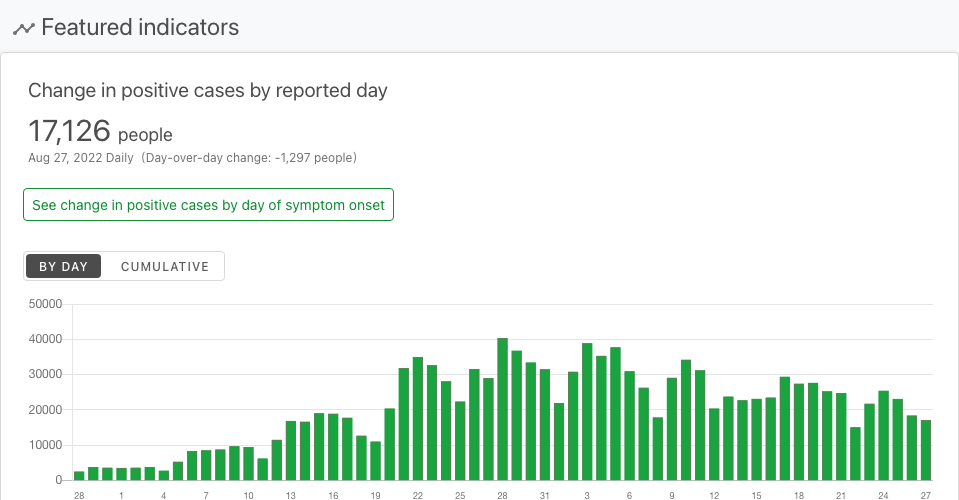 Featured indicators
Change in positive cases by reported day
17,126 people
Aug 27, 2022 Daily (Day-over-day change: -1,297 people)
See change in positive cases by day of symptom onset
BY DAY CUMULATIVE
50000
40000
30000
20000
10000
0
28 1 4 7 10 13 16 19 22 25 28 31 3 6 9 12 15 18 21 24 27